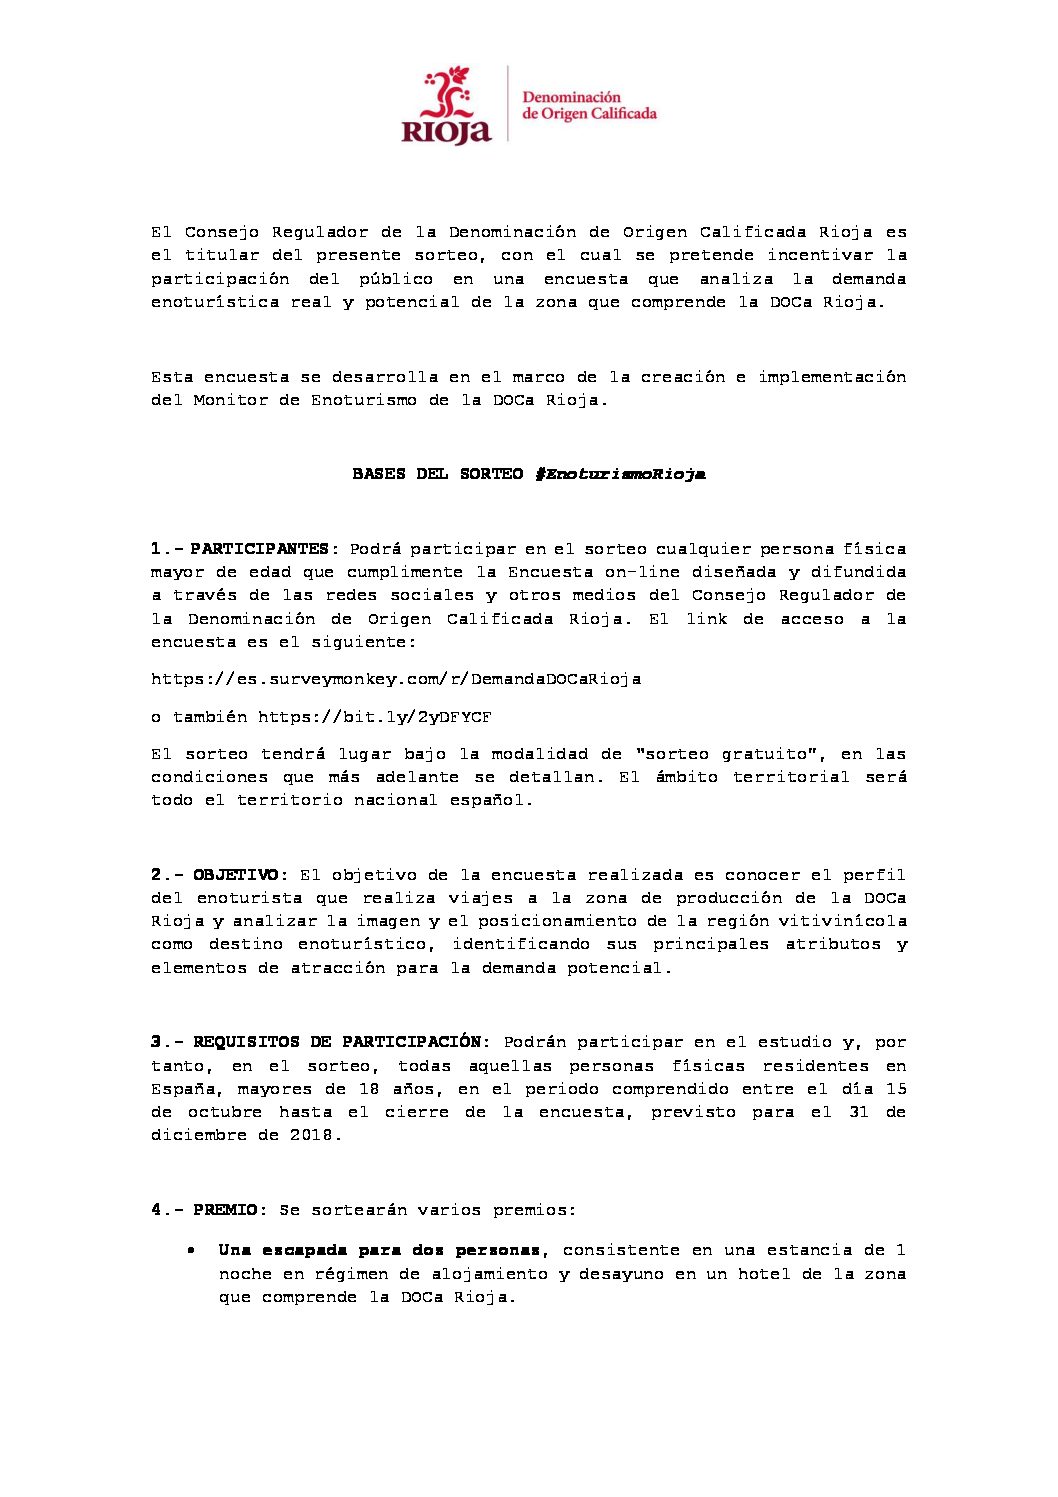 RIOJA
Denominación
de Origen Calificada
El Consejo Regulador de la Denominación de Origen Calificada Rioja es
el titular del presente sorteo, con el cual se pretende incentivar la
participación del público en una encuesta que analiza la demanda
enoturística real y potencial de la zona que comprende la DOCa Rioja.
Esta encuesta se desarrolla en el marco de la creación e implementación
del Monitor de Enoturismo de la DOCa Rioja.
BASES DEL SORTEO #EnoturismoRioja
1.- PARTICIPANTES: Podrá participar en el sorteo cualquier persona física
mayor de edad que cumplimente la Encuesta on-line diseñada y difundida
a través de las redes sociales y otros medios del Consejo Regulador de
la Denominación de Origen Calificada Rioja. El link de acceso a la
encuesta es el siguiente:
https://es.surveymonkey.com/r/DemandaDOCaRioja
o también https://bit.ly/2yDFYCF
El sorteo tendrá lugar bajo la modalidad de "sorteo gratuito", en las
condiciones que más adelante se detallan. El ámbito territorial será
todo el territorio nacional español.
2.- OBJETIVO: El objetivo de la encuesta realizada es conocer el perfil
del enoturista que realiza viajes a la zona de producción de la DOCa
Rioja y analizar la imagen y el posicionamiento de la región vitivinícola
como destino enoturístico, identificando sus principales atributos y
elementos de atracción para la demanda potencial.
3.- REQUISITOS DE PARTICIPACIÓN: Podrán participar en el estudio y, por
tanto, en el sorteo, todas aquellas personas físicas residentes en
España, mayores de 18 años, en el periodo comprendido entre el día 15
de octubre hasta el cierre de la encuesta, previsto para el 31 de
diciembre de 2018.
4.- PREMIO: Se sortearán varios premios:
• Una escapada para dos personas, consistente en una estancia de 1
noche en régimen de alojamiento y desayuno en un hotel de la zona
que comprende la DOCa Rioja.